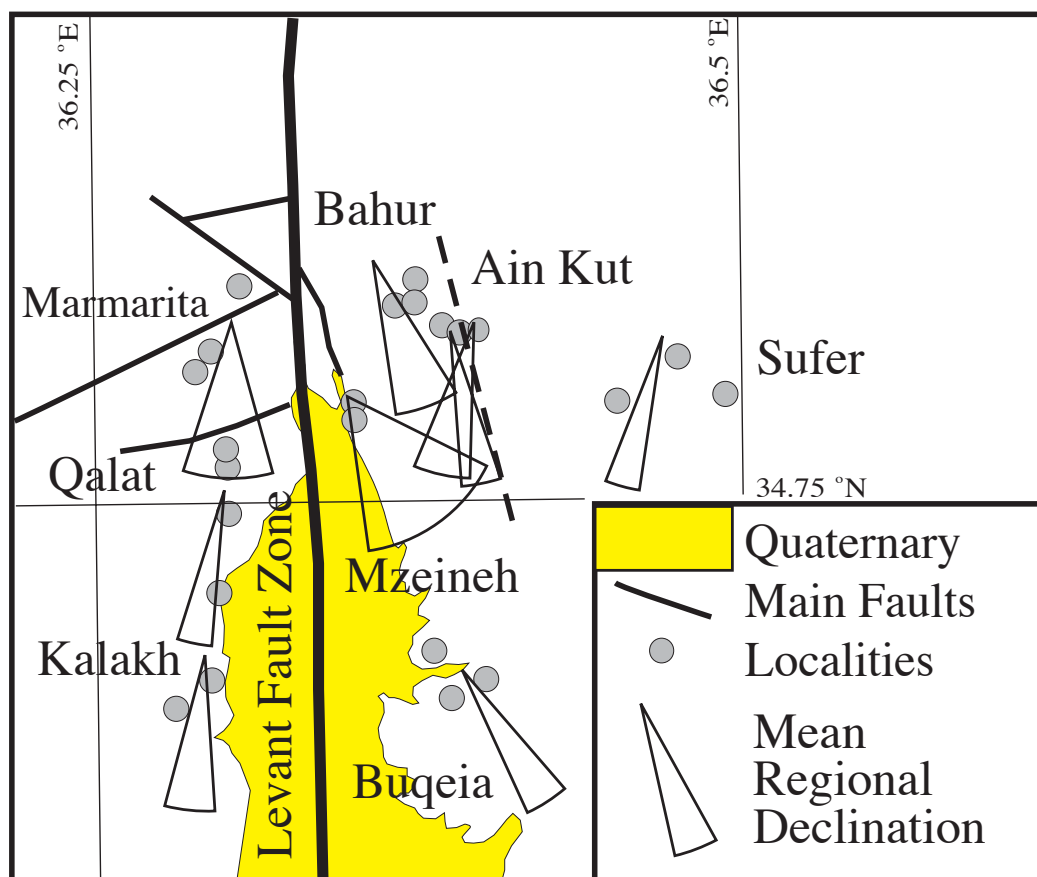 36.25 °E
36.5 °E
Bahur
Ain Kut
Marmarita
Sufer
Qalat
34.75 °N
Levant Fault Zone
Mzeineh
Kalakh
Buqeia
Quaternary
Main Faults
Localities
Mean
Regional
Declination